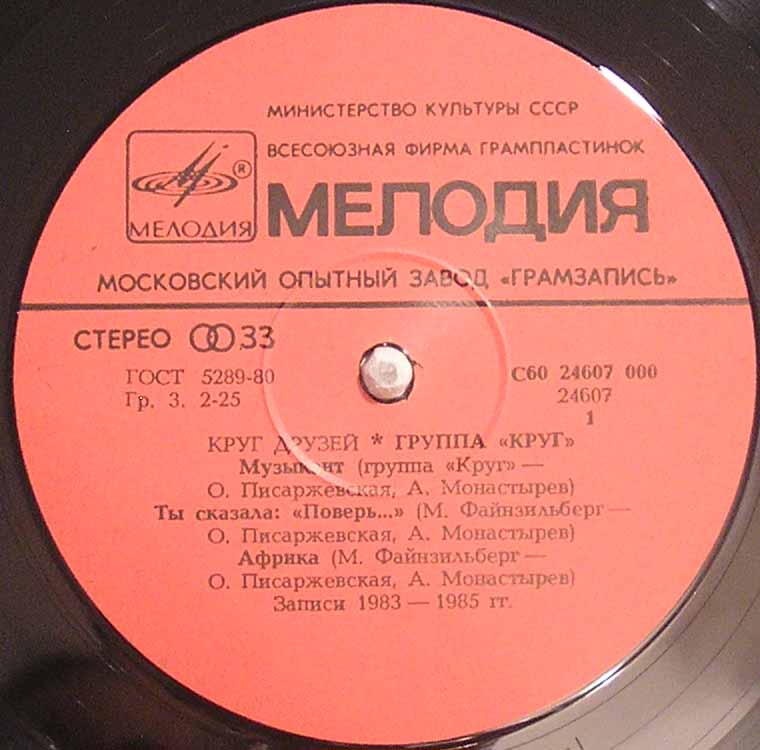 МИНИСТЕРСТВО КУЛЬТУРЫ СССР
ВСЕСОЮЗНАЯ ФИРМА ГРАМПЛАСТИНОК
®
МЕЛОДИЯ
МЕЛОДИЯ
МОСКОВСКИЙ ОПЫТНЫЙ ЗАВОД «ГРАМЗАПИСЬ»
СТЕРЕО 33
ГОСТ 5289-80
Гр. 3. 2-25
С60 24607 000
24607
1
КРУГ ДРУЗЕЙ * ГРУППА «КРУГ»
Музыкант (группа «Круг» —
О. Писаржевская, А. Монастырев)
Ты сказала: «Поверь...» (М. Файнзильберг —
О. Писаржевская, А. Монастырев)
Африка (М. Файнзильберг —
О. Писаржевская, А. Монастырев)
Записи 1983 — 1985 гг.